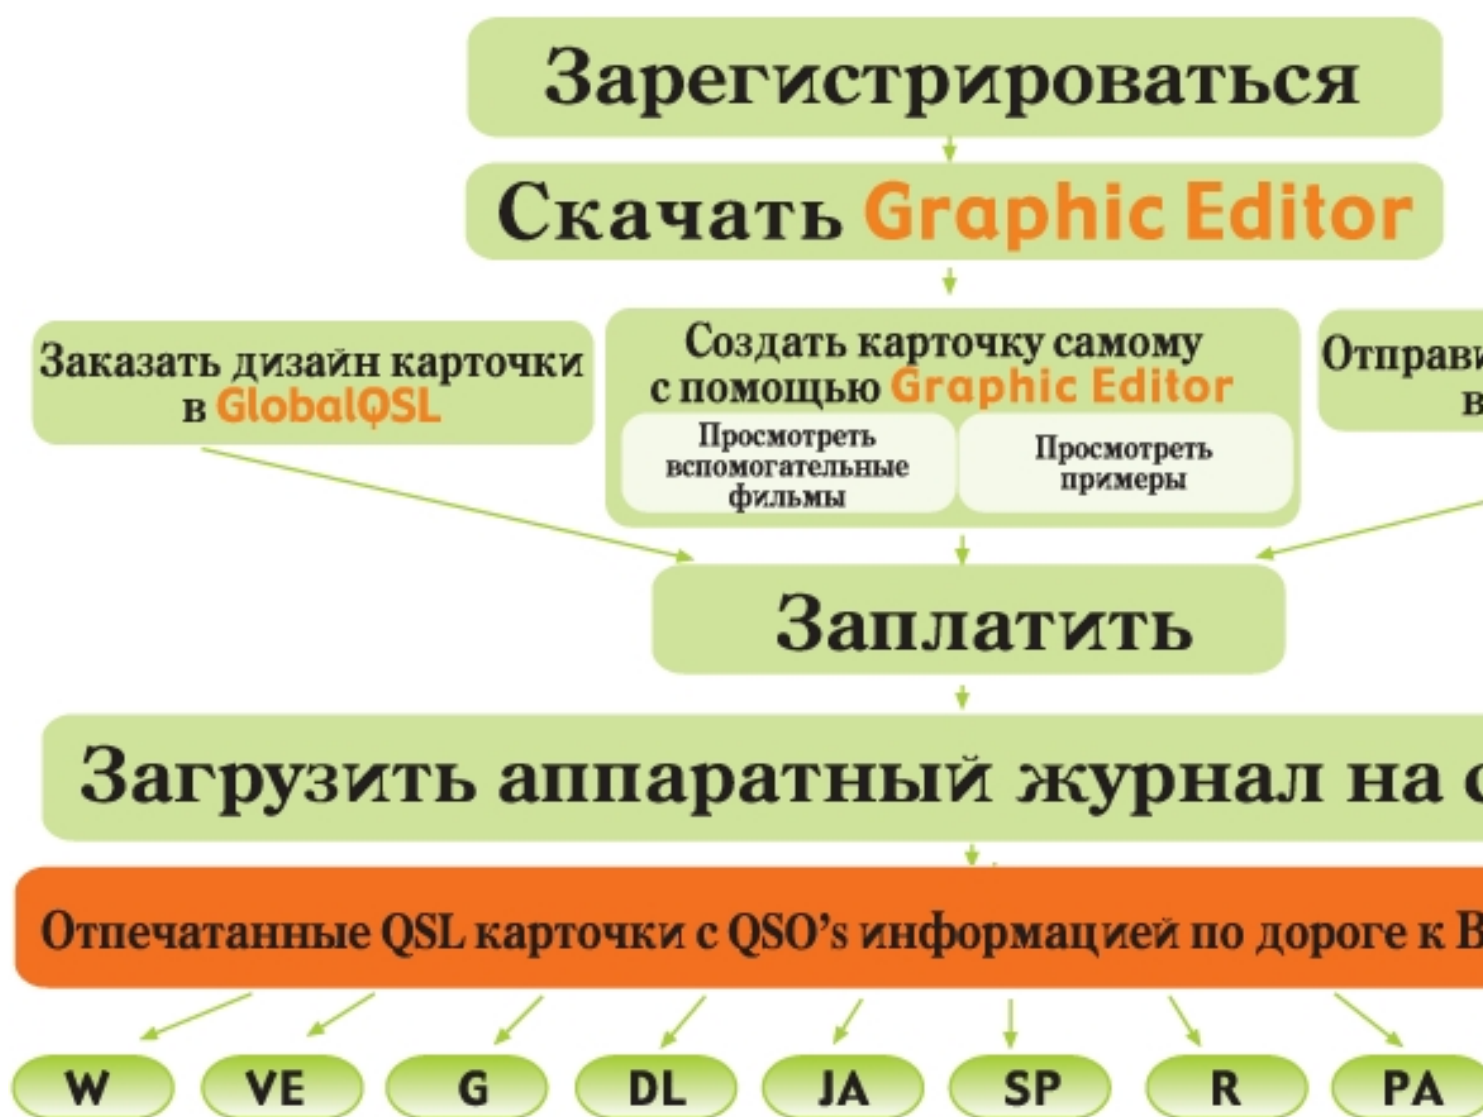 Зарегистрироваться
Скачать Graphic Editor
Заказать дизайн карточки
в GlobalQSL
Создать карточку самому
с помощью Graphic Editor
Просмотреть
вспомогательные
фильмы
Просмотреть
примеры
Заплатить
Загрузить аппаратный журнал на
Отпечатанные QSL карточки с QSO’s информацией по дороге к
W VE G DL JA SP R PA